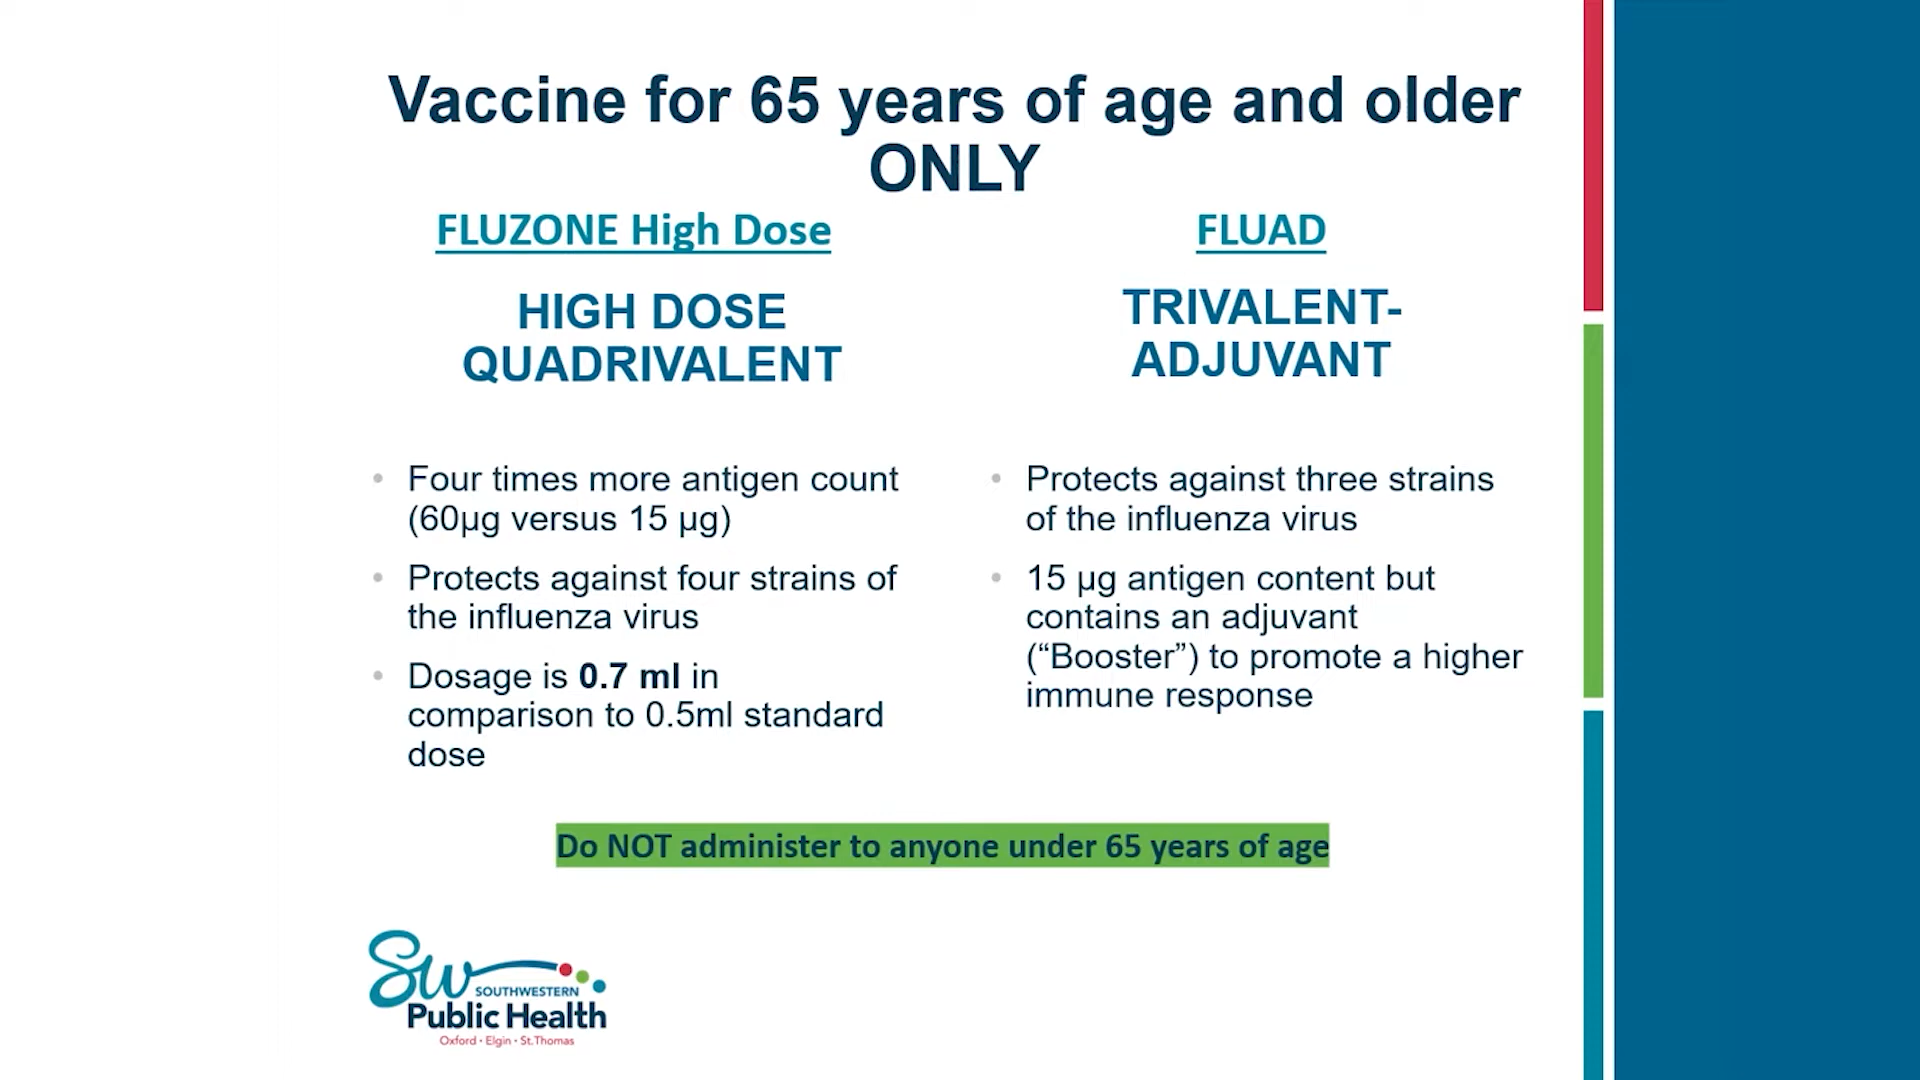 Vaccine for 65 years of age and older
ONLY
FLUZONE High Dose
HIGH DOSE
QUADRIVALENT
• Four times more antigen count
(60µg versus 15 µg)
• Protects against four strains of
the influenza virus
• Dosage is 0.7 ml in
comparison to 0.5ml standard
dose
FLUAD
TRIVALENT-
ADJUVANT
• Protects against three strains
of the influenza virus
• 15 µg antigen content but
contains an adjuvant
(“Booster”) to promote a higher
immune response
Do NOT administer to anyone under 65 years of age
Sw
SOUTHWESTERN
Public Health
Oxford • Elgin • St.Thomas